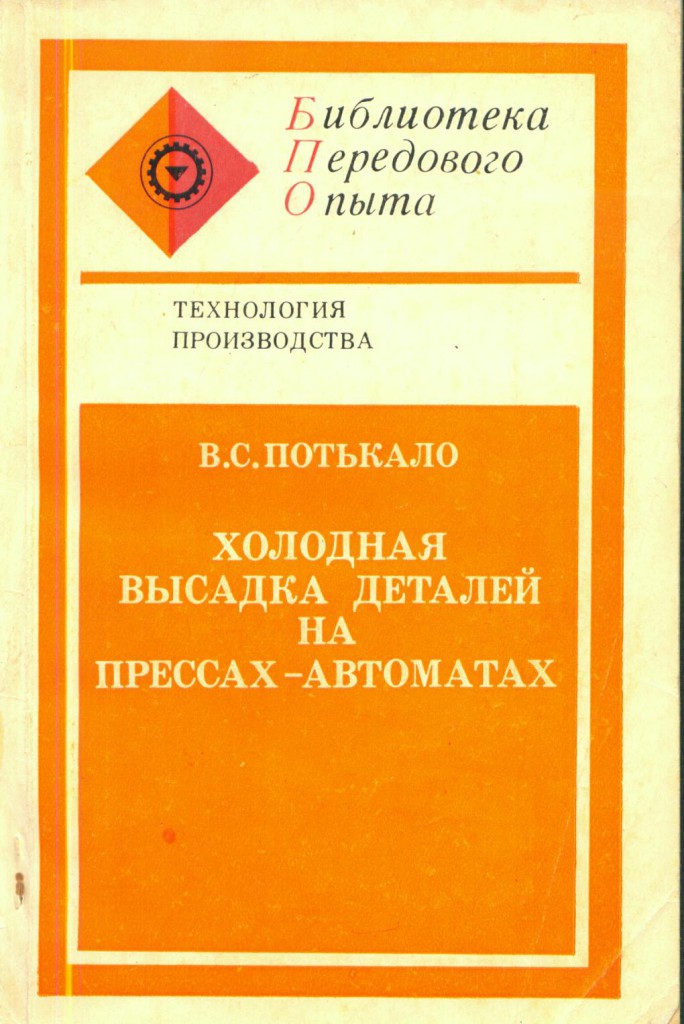 Библиотека
Передового
Опыта
ТЕХНОЛОГИЯ
ПРОИЗВОДСТВА
В.С.ПОТЬКАЛО
ХОЛОДНАЯ
ВЫСАДКА ДЕТАЛЕЙ
НА
ПРЕССАХ-АВТОМАТАХ